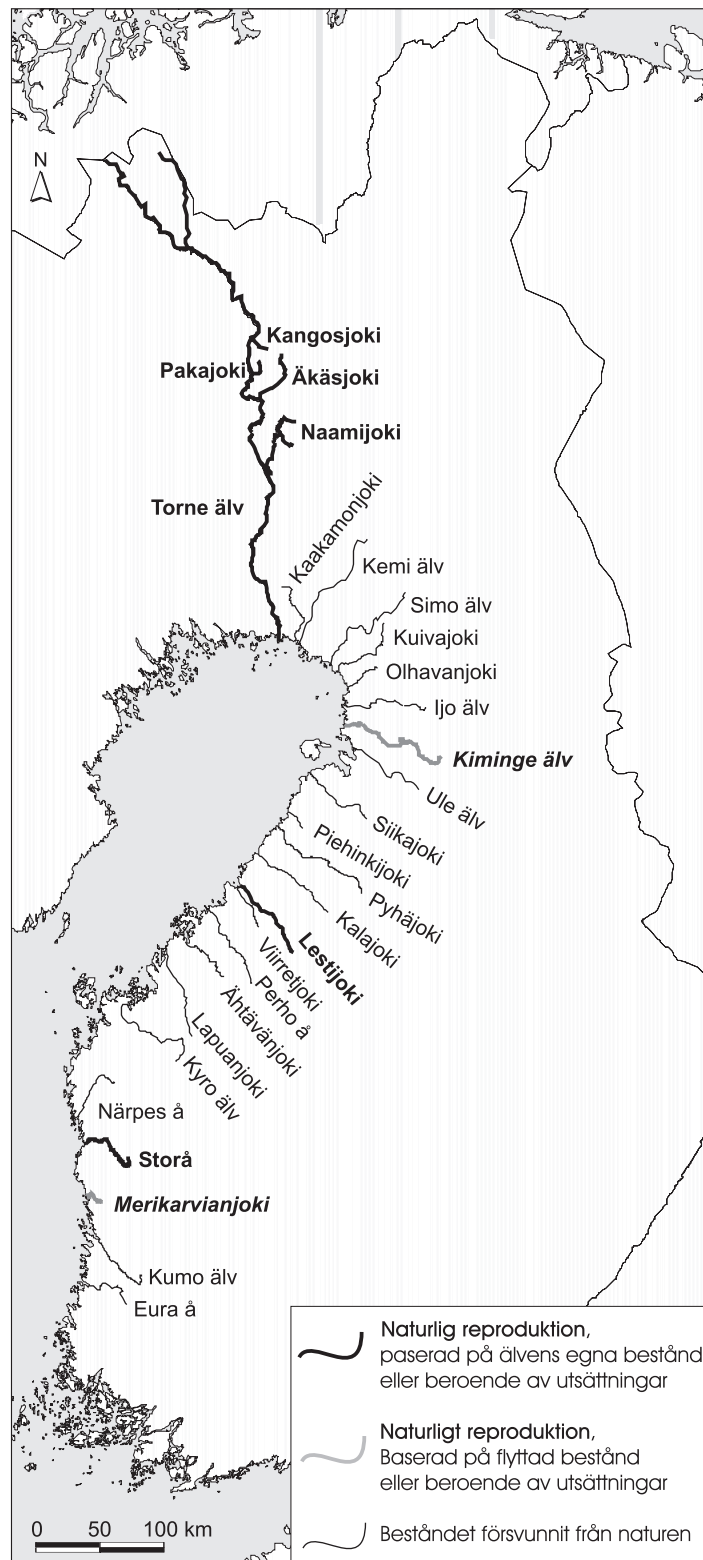 N
Kangosjoki
Pakajoki
Äkäsjoki
Naamijoki
Torne älv
Kaakamonjoki
Kemi älv
Simo älv
Kuivajoki
Olhavanjoki
Ijo älv
Kiminge älv
Ule älv
Siikajoki
Piehinkijoki
Pyhäjoki
Kalajoki
Lestijoki
Viirretjoki
Perho å
Ähtävänjoki
Lapuanjoki
Kyro älv
Närpes å
Storå
Merikarvianjoki
Kumo älv
Eura å
Naturlig reproduktion,
paserad på älvens egna bestånd
eller beroende av utsättningar
Naturligt reproduktion,
Baserad på flyttad bestånd
eller beroende av utsättningar
Beståndet försvunnit från naturen
0 50 100 km